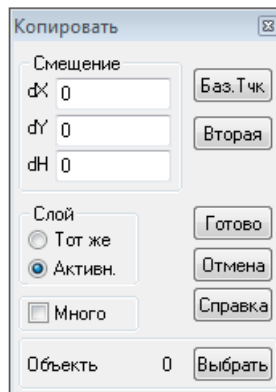 Копировать
Смещение
dX 0
dY 0
dH 0
Баз.Тчк
Вторая
Слой
Тот же
Активн.
Много
Готово
Отмена
Справка
Объекть 0 Выбрать